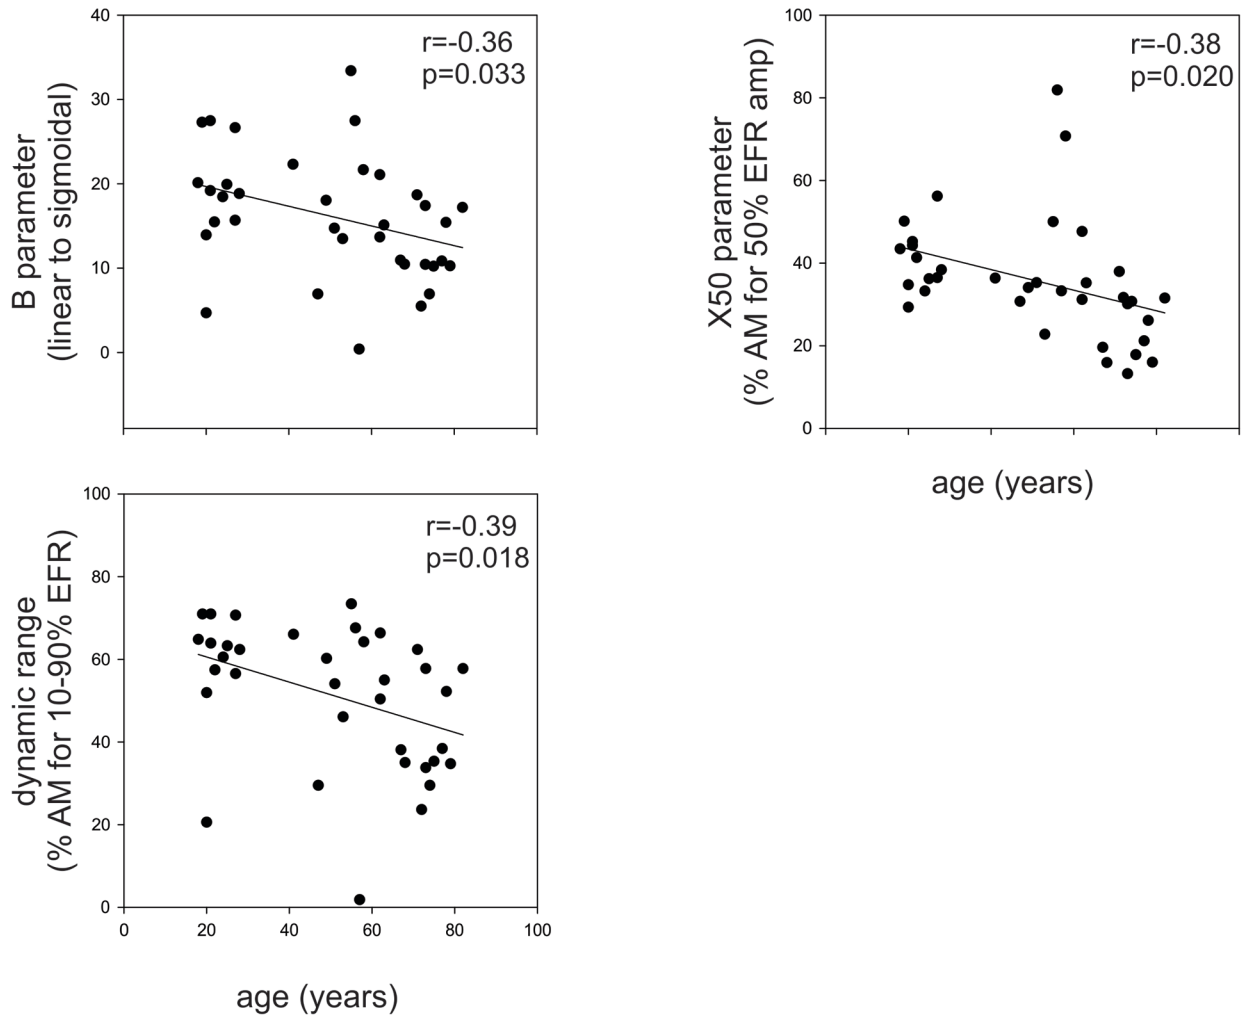 B parameter
(linear to sigmoidal)
40
30
20
10
0
r=-0.36
p=0.033
X50 parameter
(% AM for 50% EFR amp)
100
80
60
40
20
0
r=-0.38
p=0.020
age (years)
dynamic range
(% AM for 10-90% EFR)
100
80
60
40
20
0
r=-0.39
p=0.018
0 20 40 60 80 100
age (years)